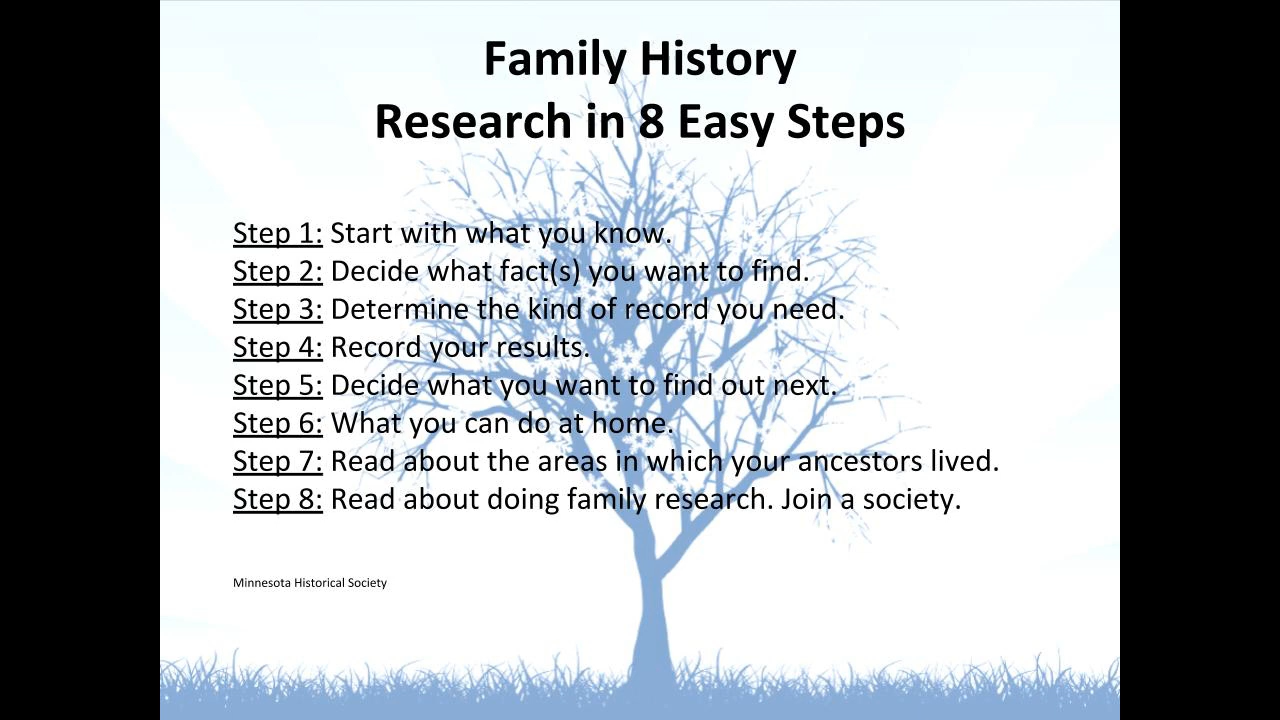 Family History
Research in 8 Easy Steps
Step 1: Start with what you know.
Step 2: Decide what fact(s) you want to find.
Step 3: Determine the kind of record you need.
Step 4: Record your results.
Step 5: Decide what you want to find out next.
Step 6: What you can do at home.
Step 7: Read about the areas in which your ancestors lived.
Step 8: Read about doing family research. Join a society.
Minnesota Historical Society